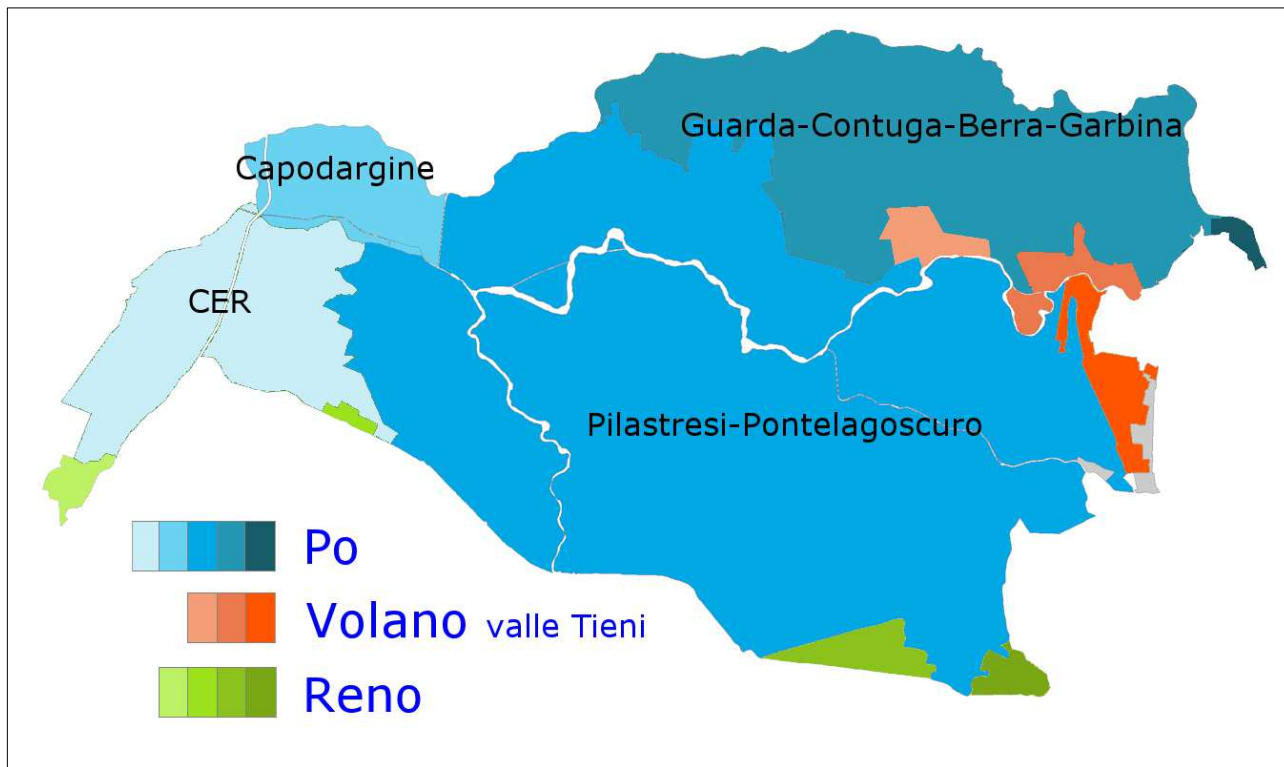 Guarda-Contuga-Berra-Garbina
Capodargine
CER
Pilastresi-Pontelagoscuro
Po
Volano valle Tieni
Reno